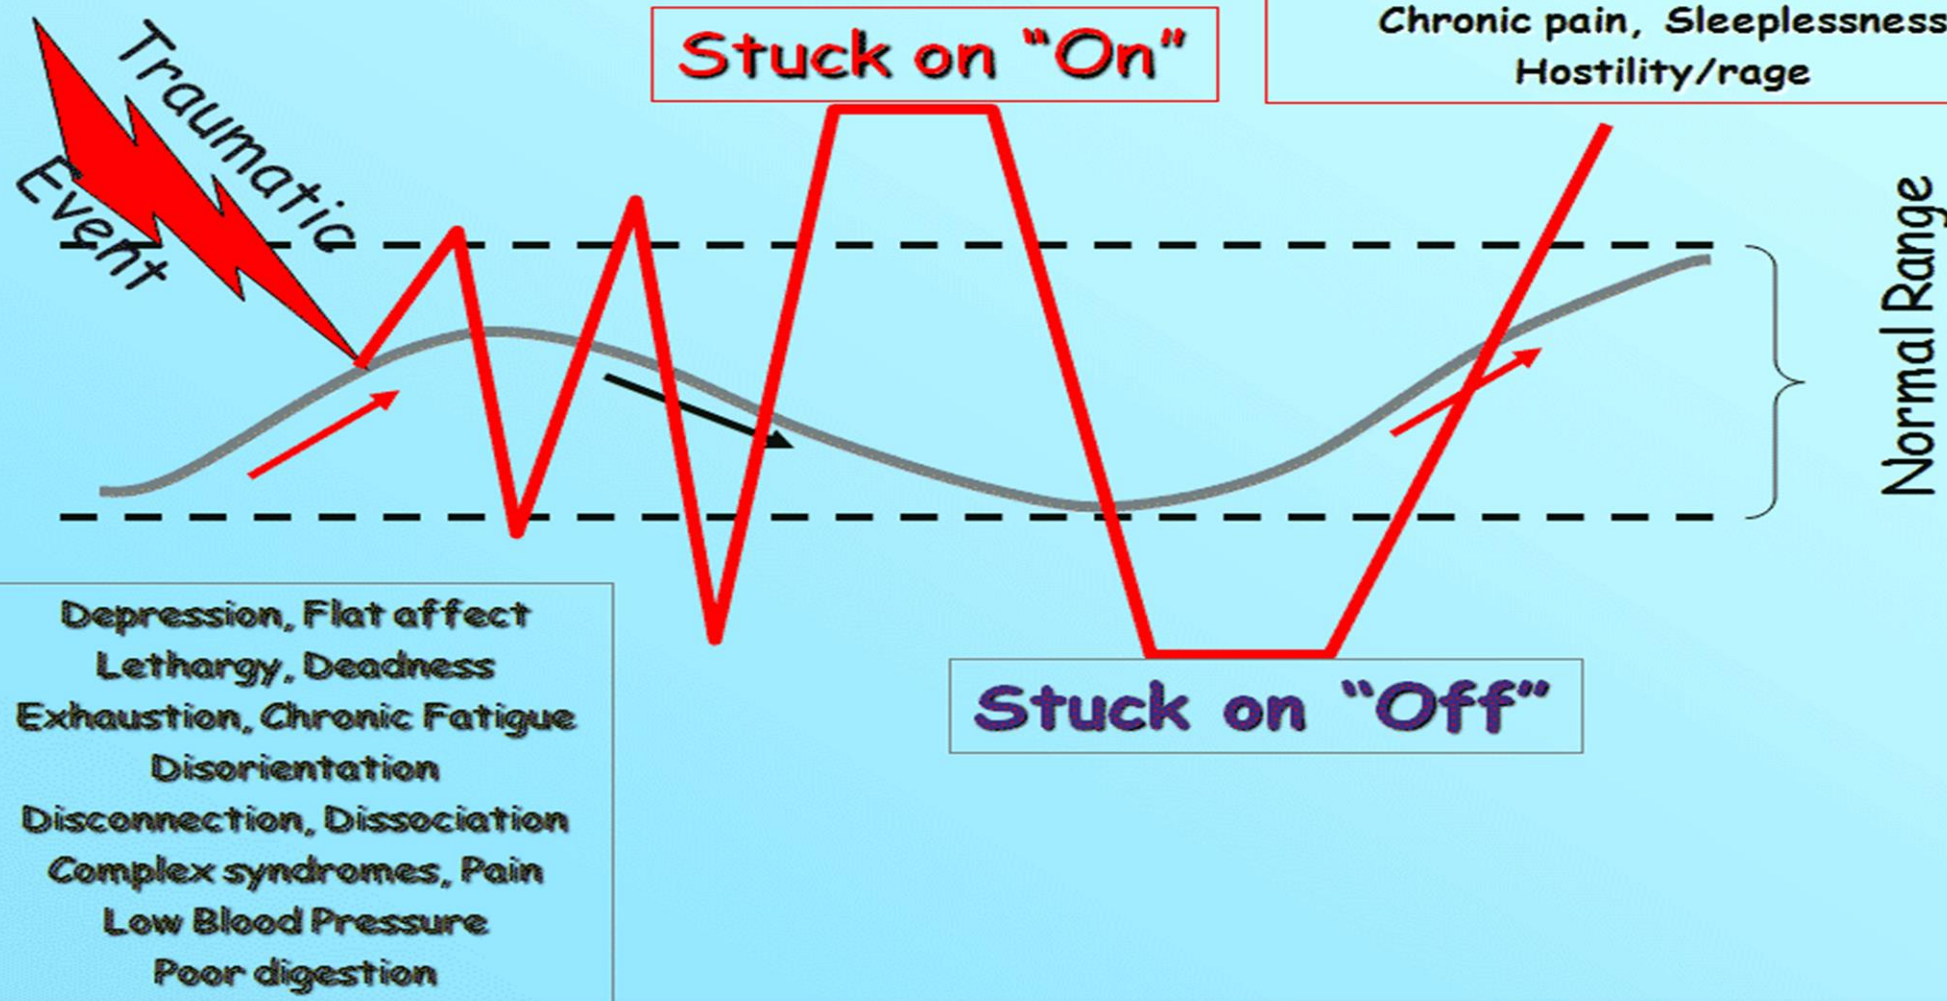 Traumatic
Event
Stuck on “On”
Chronic pain, Sleeplessness
Hostility/rage
Normal Range
Depression, Flat affect
Lethargy, Deadness
Exhaustion, Chronic Fatigue
Disorientation
Disconnection, Dissociation
Complex syndromes, Pain
Low Blood Pressure
Poor digestion
Stuck on “Off”